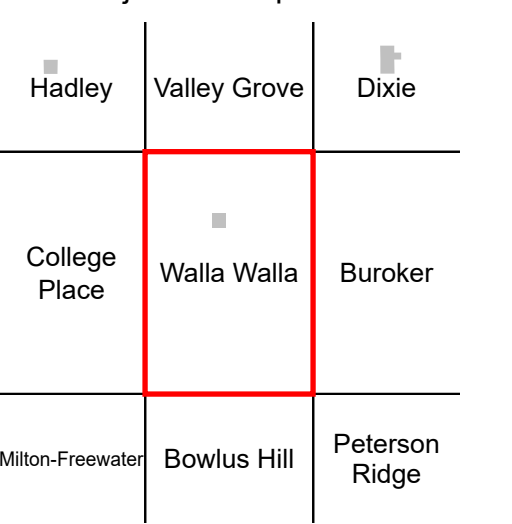 Hadley
Valley Grove
Dixie
College
Place
Walla Walla
Buroker
Milton-Freewater
Bowlus Hill
Peterson
Ridge